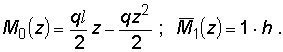 M₀(z) = ql/2 z − qz²/2 ; M̅₁(z) = 1 · h .